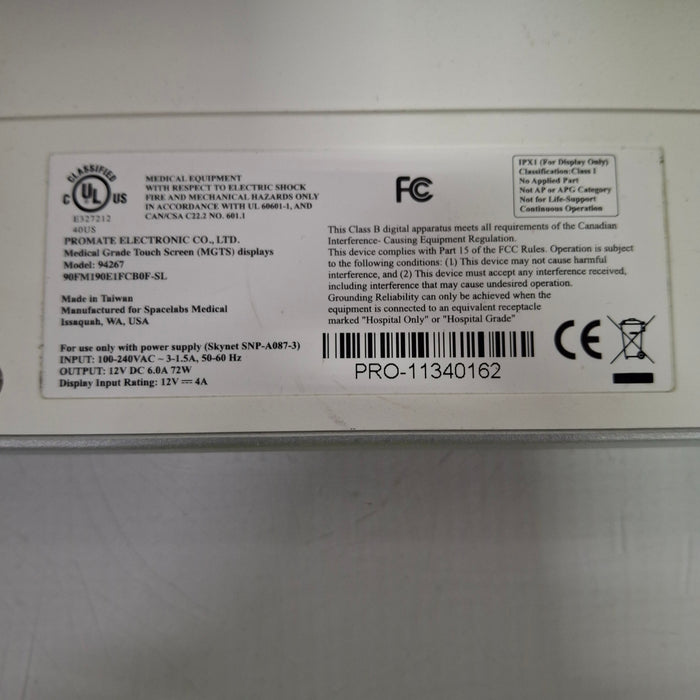 CLASSIFIED
C UL US
E327212
40US
MEDICAL EQUIPMENT
WITH RESPECT TO ELECTRIC SHOCK
FIRE AND MECHANICAL HAZARDS ONLY
IN ACCORDANCE WITH UL 60601-1, AND
CAN/CSA C22.2 NO. 601.1
PROMATE ELECTRONIC CO., LTD.
Medical Grade Touch Screen (MGTS) displays
Model: 94267
90FM190E1FCB0F-SL
Made in Taiwan
Manufactured for Spacelabs Medical
Issaquah, WA, USA
For use only with power supply (Skynet SNP-A087-3)
INPUT: 100-240VAC ~ 3-1.5A, 50-60 Hz
OUTPUT: 12V DC 6.0A 72W
Display Input Rating: 12V ⎓ 4A
FC
IPX1 (For Display Only)
Classification:Class I
No Applied Part
Not AP or APG Category
Not for Life-Support
Continuous Operation
This Class B digital apparatus meets all requirements of the Canadian
Interference- Causing Equipment Regulation.
This device complies with Part 15 of the FCC Rules. Operation is subject
to the following conditions: (1) This device may not cause harmful
interference, and (2) This device must accept any interference received,
including interference that may cause undesired operation.
Grounding Reliability can only be achieved when the
equipment is connected to an equivalent receptacle
marked "Hospital Only" or "Hospital Grade"
PRO-11340162
CE